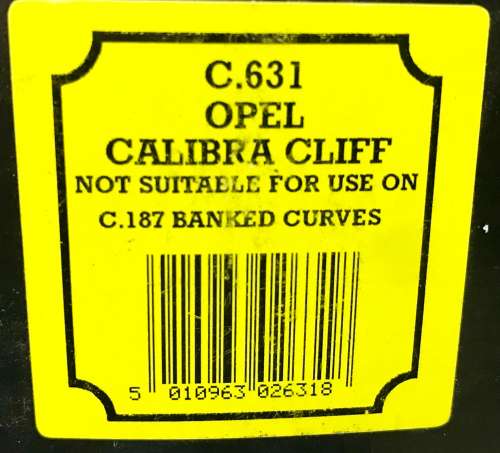 C.631
OPEL
CALIBRA CLIFF
NOT SUITABLE FOR USE ON
C.187 BANKED CURVES
5 010963 026318